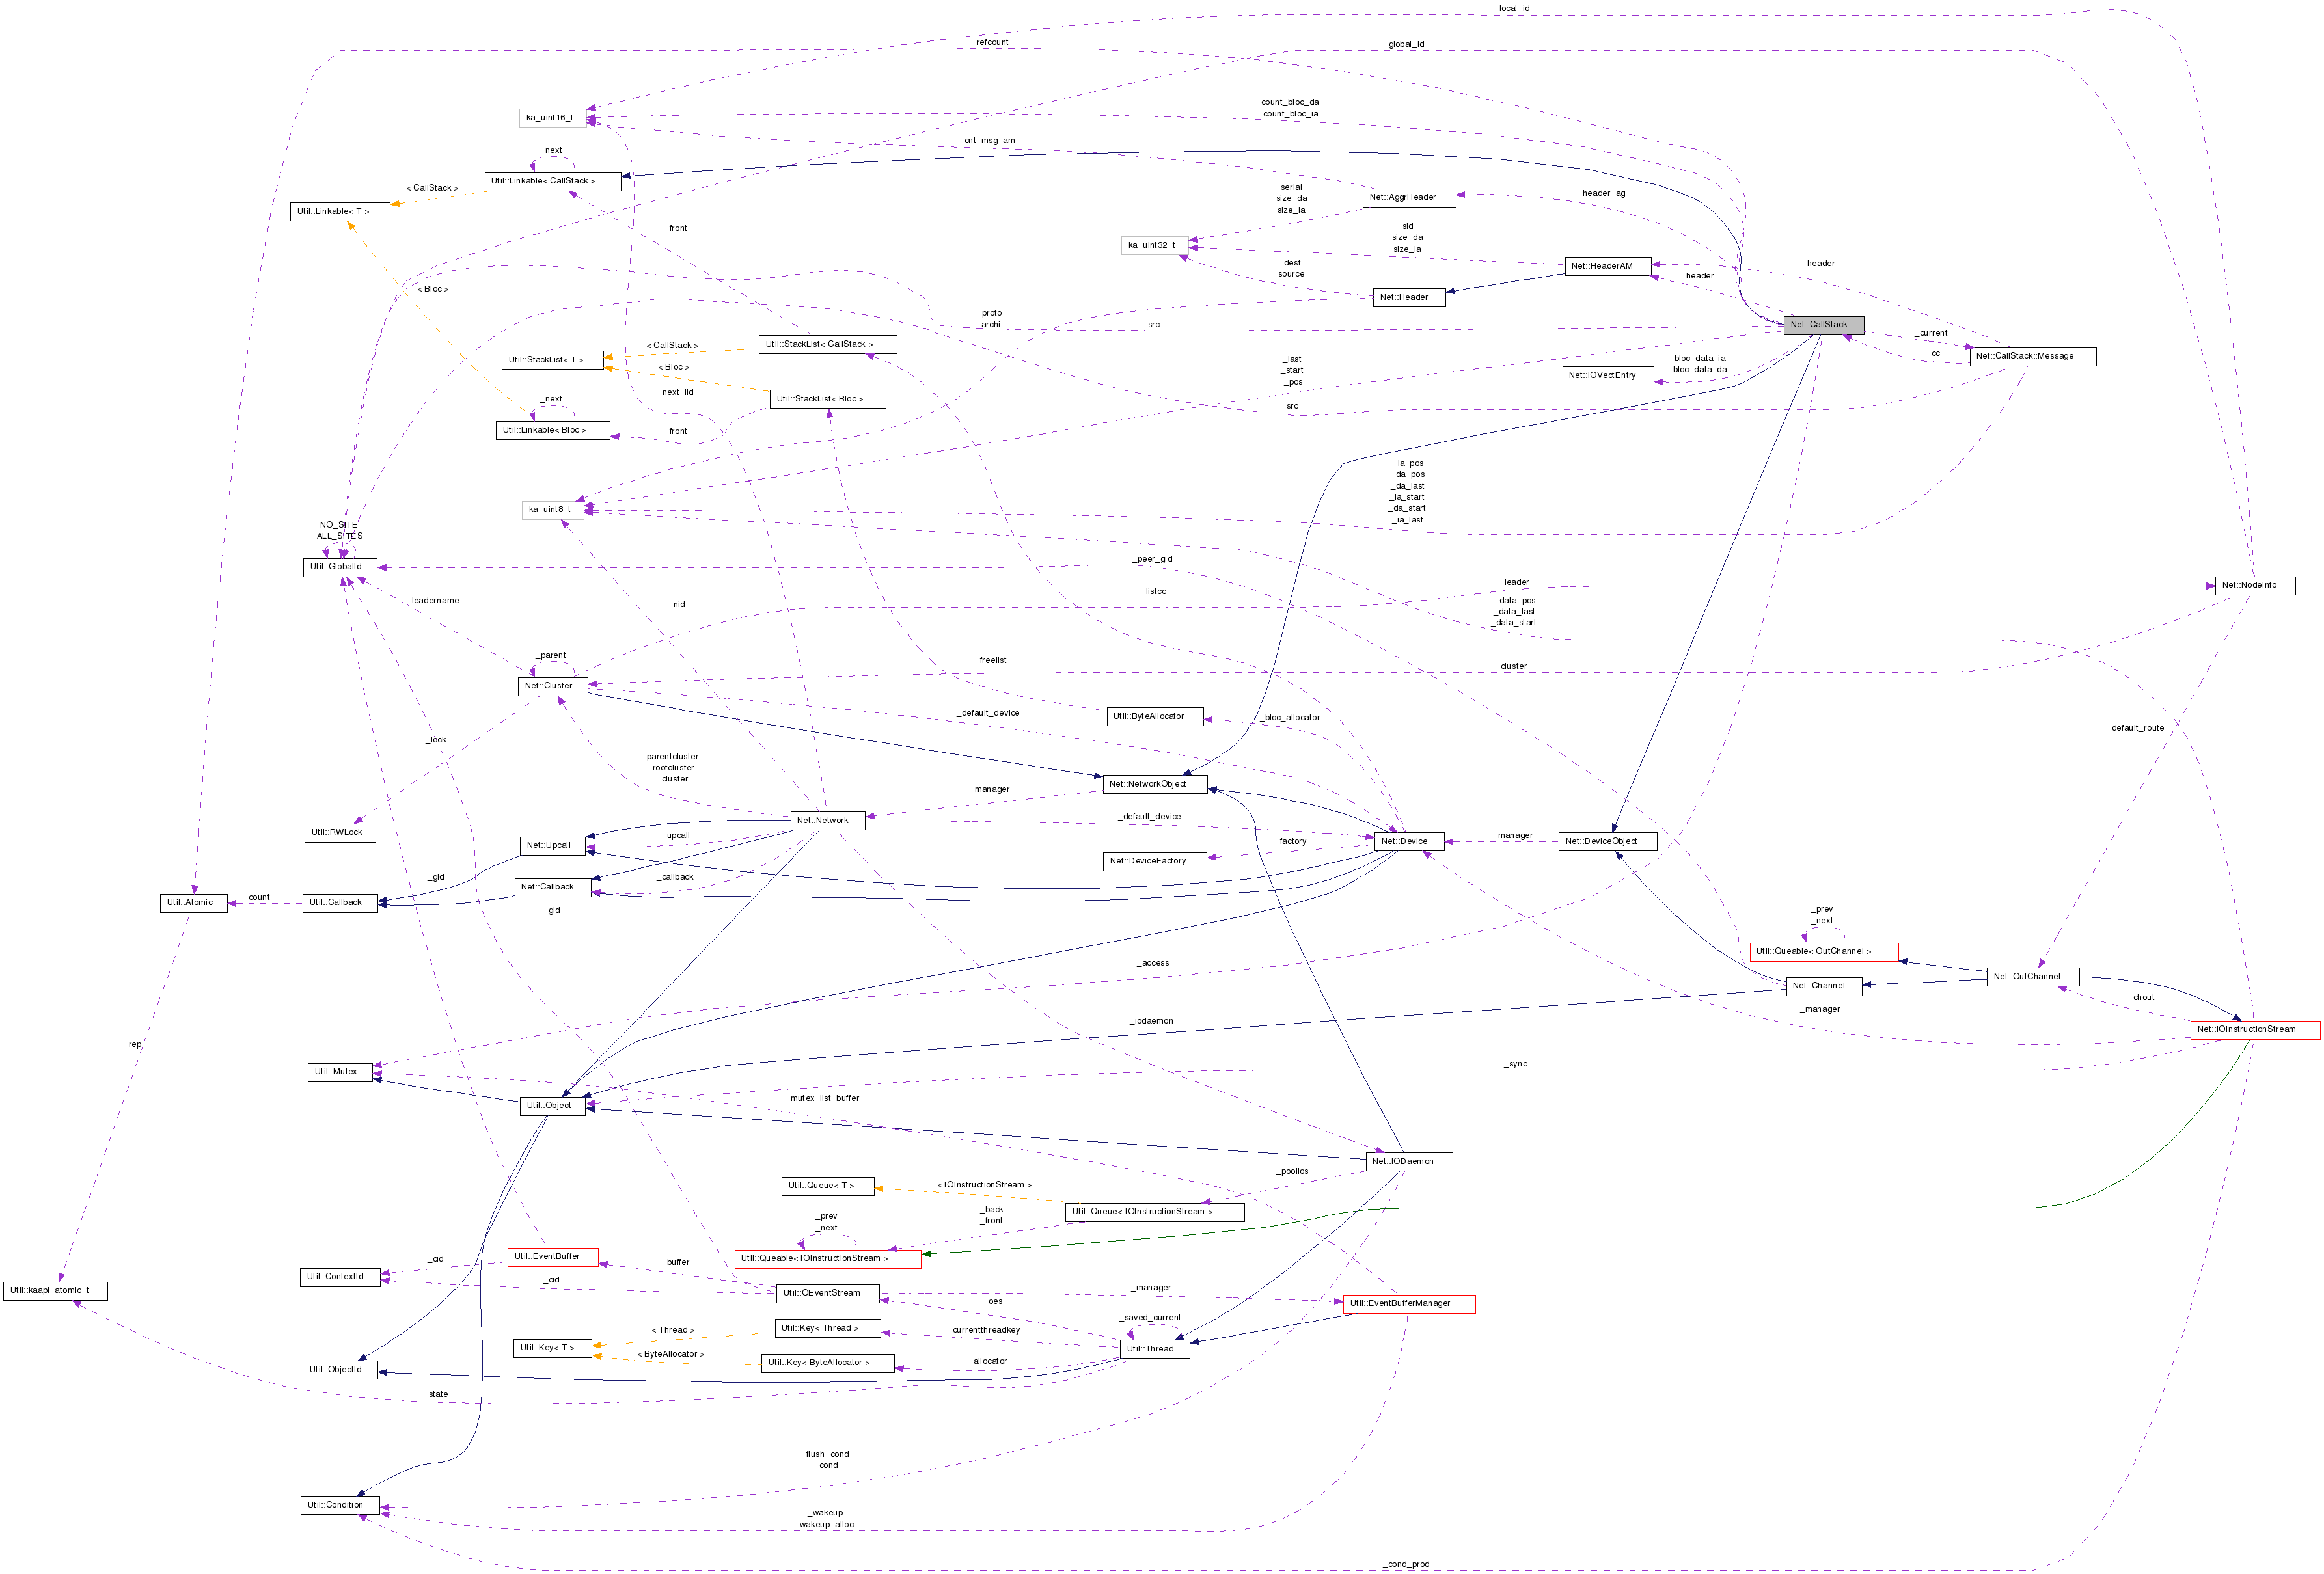 local_id
_refcount
global_id
count_bloc_da
count_bloc_ia
ka_uint16_t
cnt_msg_am
_next
Util::Linkable< CallStack >
< CallStack >
Util::Linkable< T >
serial
size_da
size_ia
Net::AggrHeader
header_ag
_front
sid
size_da
size_ia
ka_uint32_t
header
Net::HeaderAM
header
dest
source
Net::Header
< Bloc >
proto
archi
src
Net::CallStack
_current
_cc
Net::CallStack::Message
Util::StackList< CallStack >
< CallStack >
Util::StackList< T >
< Bloc >
_last
_start
_pos
bloc_data_ia
bloc_data_da
Net::IOVectEntry
_next_lid
Util::StackList< Bloc >
_next
src
Util::Linkable< Bloc >
_front
_ia_pos
_da_pos
_da_last
_ia_start
_da_start
_ia_last
ka_uint8_t
NO_SITE
ALL_SITES
Util::GlobalId
_peer_gid
_leader
Net::NodeInfo
_listcc
_leadername
_nid
_data_pos
_data_last
_data_start
_parent
_freelist
cluster
Net::Cluster
_default_device
Util::ByteAllocator
_bloc_allocator
default_route
_lock
parentcluster
rootcluster
cluster
Net::NetworkObject
_manager
Net::Network
_default_device
Util::RWLock
_upcall
Net::Upcall
_factory
Net::Device
_manager
Net::DeviceObject
Net::DeviceFactory
_gid
_callback
Net::Callback
_count
Util::Atomic
Util::Callback
_gid
_prev
_next
Util::Queable< OutChannel >
_access
Net::OutChannel
Net::Channel
_chout
_iodaemon
_manager
Net::IOInstructionStream
_rep
Util::Mutex
_sync
_mutex_list_buffer
Util::Object
Net::IODaemon
_poolios
Util::Queue< T >
< IOInstructionStream >
Util::Queue< IOInstructionStream >
_back
_front
_prev
_next
Util::Queable< IOInstructionStream >
Util::EventBuffer
_cid
_buffer
Util::ContextId
_cid
Util::kaapi_atomic_t
Util::OEventStream
_manager
Util::EventBufferManager
_oes
_saved_current
Util::Key< Thread >
< Thread >
currentthreadkey
Util::Key< T >
< ByteAllocator >
Util::Key< ByteAllocator >
allocator
Util::Thread
Util::ObjectId
_state
_flush_cond
_cond
Util::Condition
_wakeup
_wakeup_alloc
_cond_prod